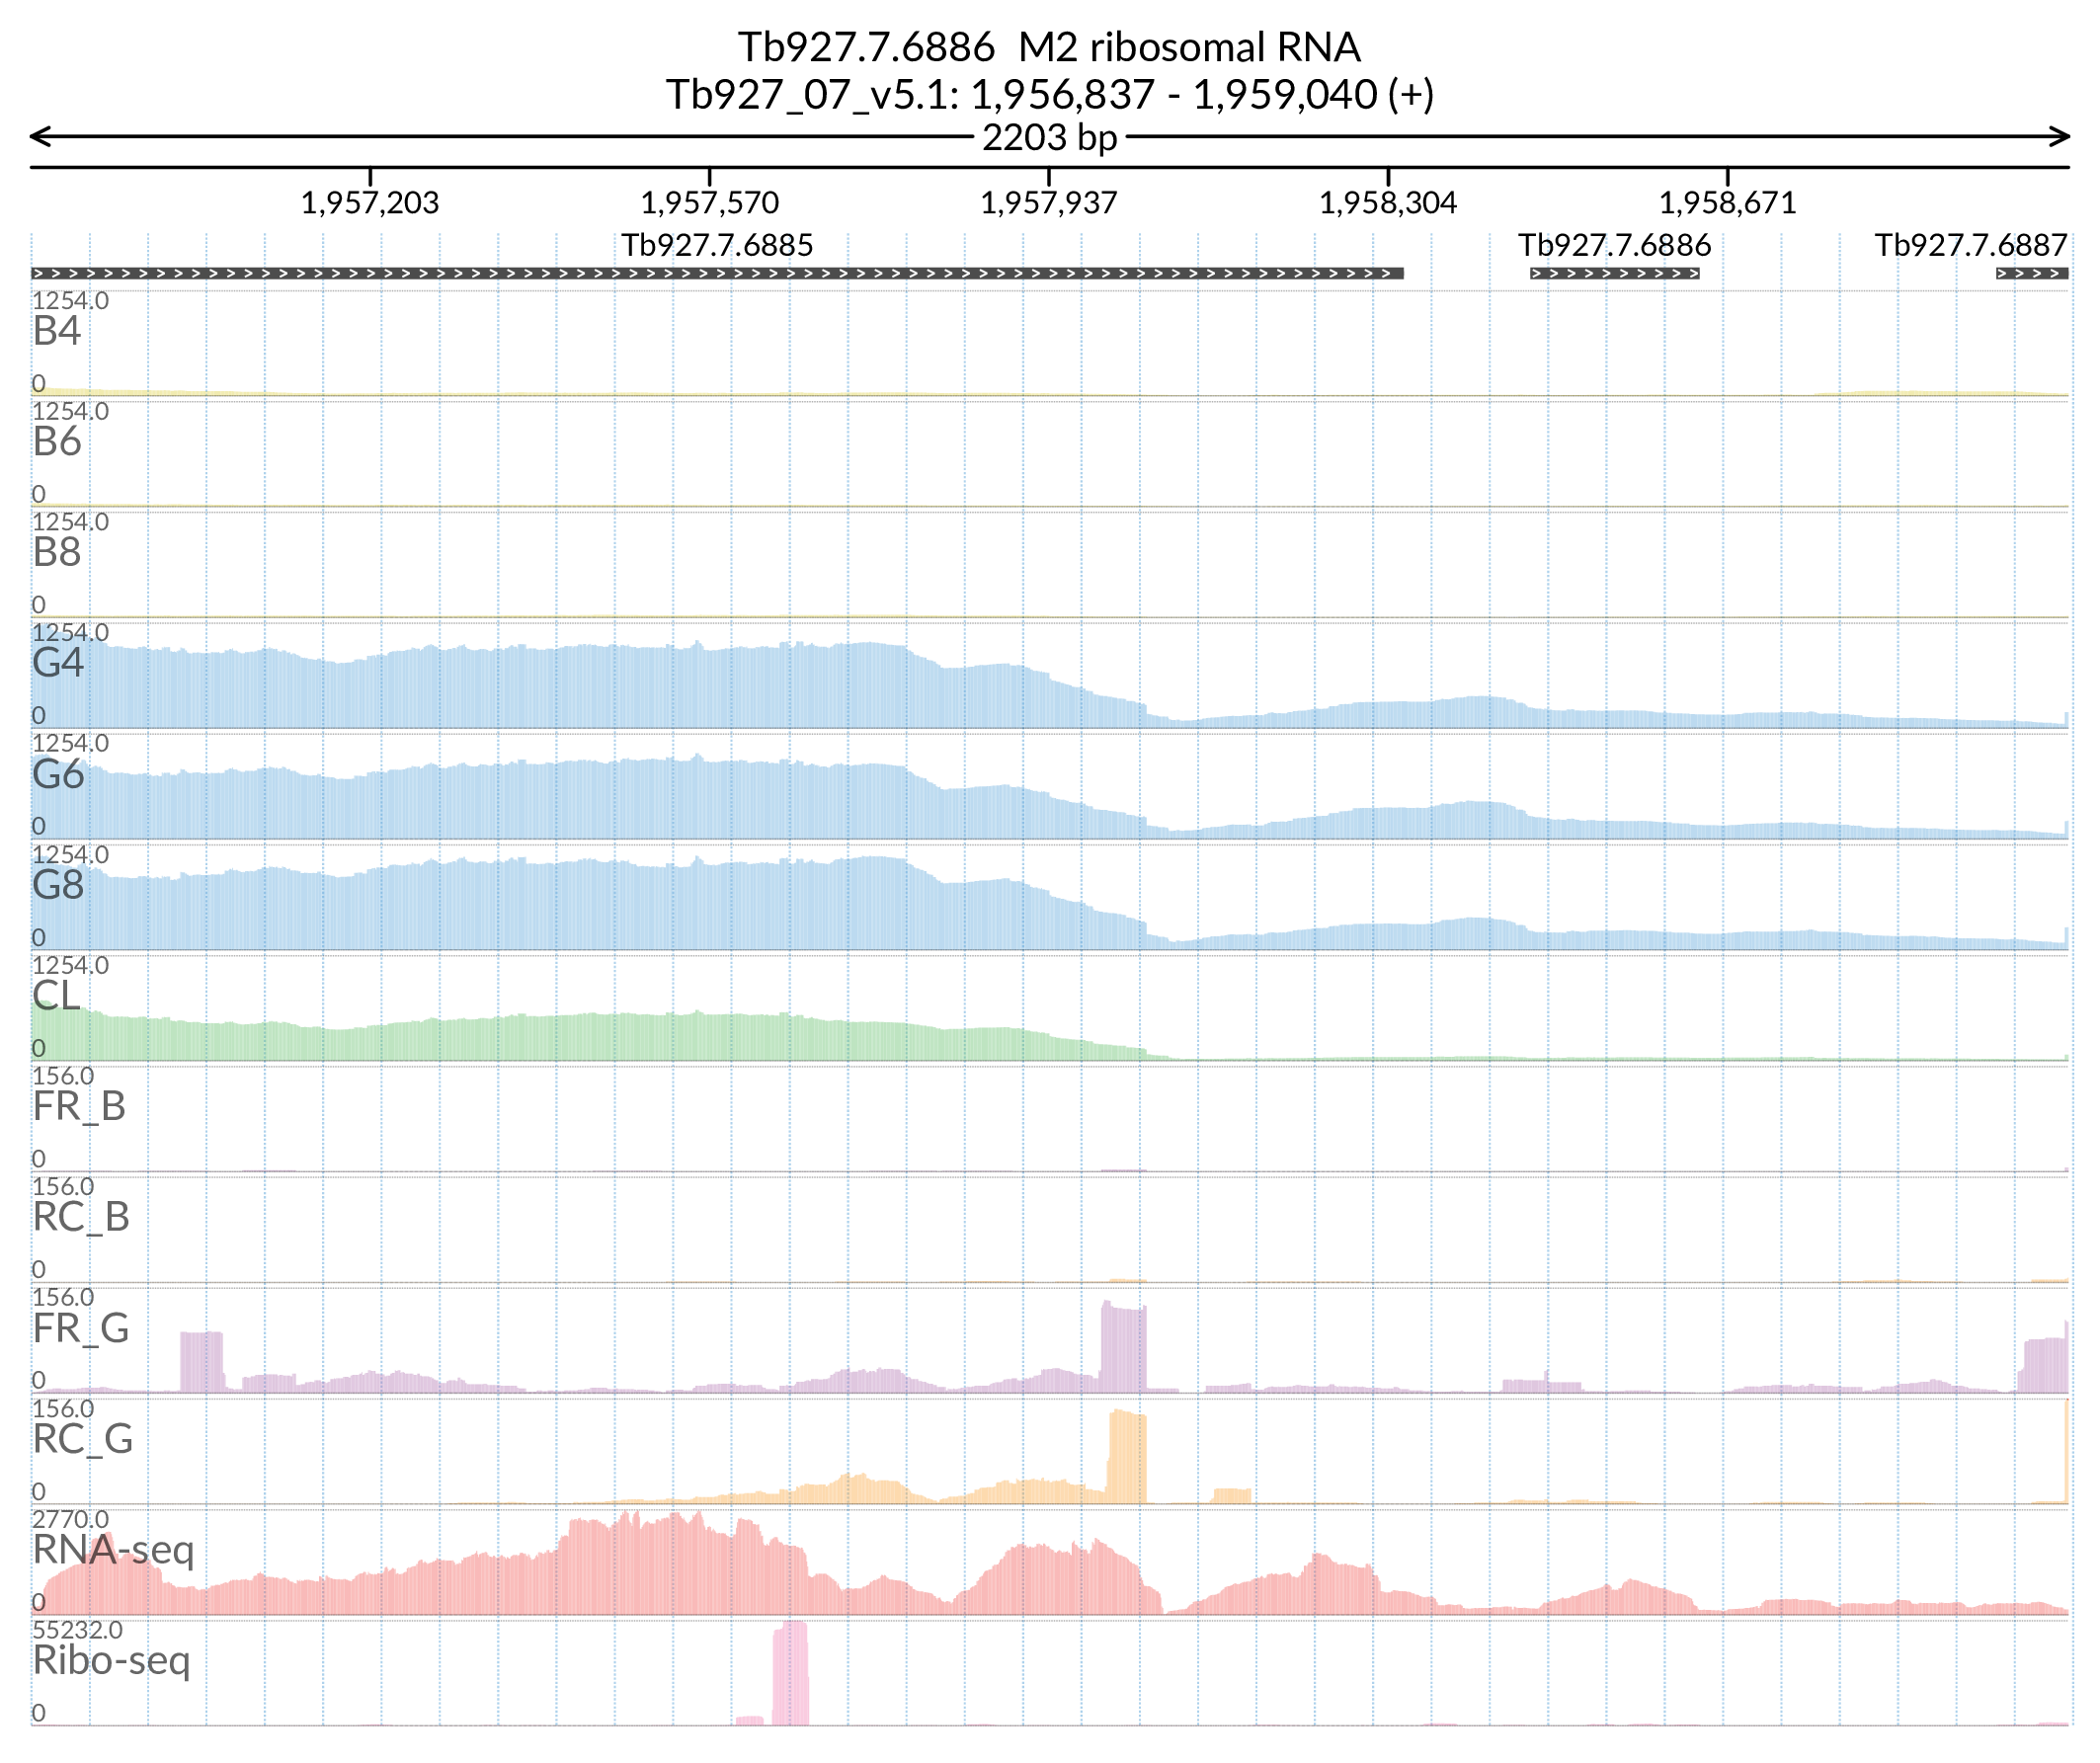 Tb927.7.6886  M2 ribosomal RNA
Tb927_07_v5.1: 1,956,837 - 1,959,040 (+)
2203 bp
1,957,203 1,957,570 1,957,937 1,958,304 1,958,671
Tb927.7.6885 Tb927.7.6886 Tb927.7.6887
1254.0
B4
0
1254.0
B6
0
1254.0
B8
0
1254.0
G4
0
1254.0
G6
0
1254.0
G8
0
1254.0
CL
0
156.0
FR_B
0
156.0
RC_B
0
156.0
FR_G
0
156.0
RC_G
0
2770.0
RNA-seq
0
55232.0
Ribo-seq
0